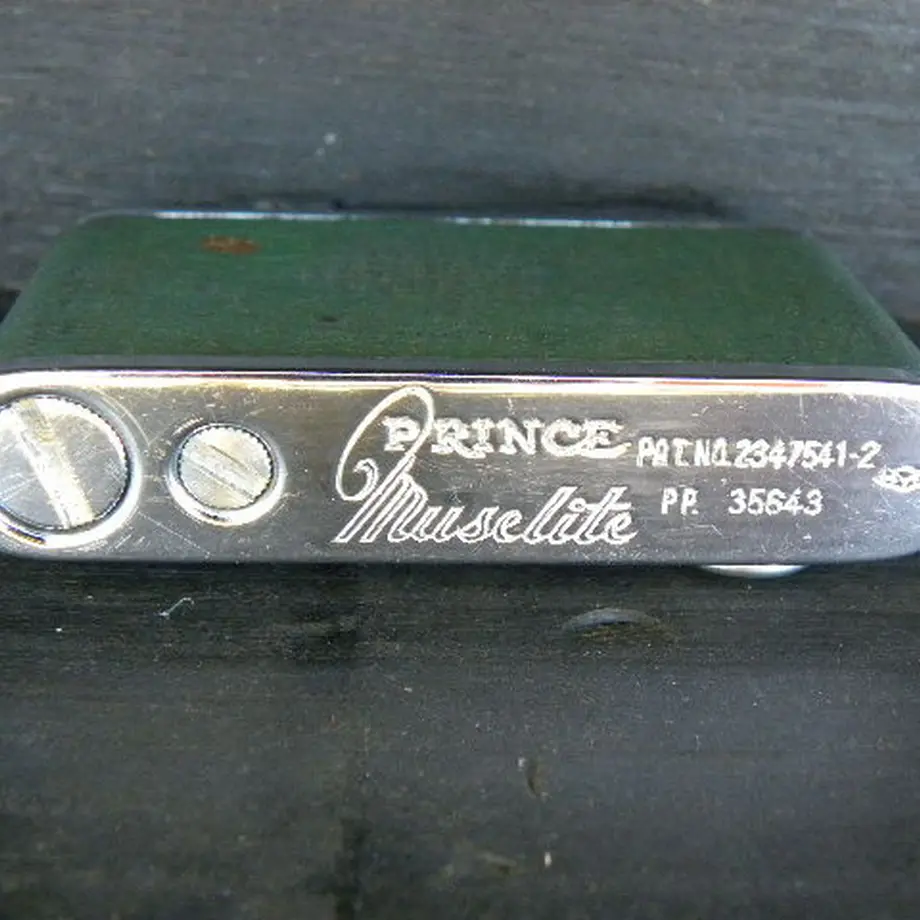 PRINCE
Muselite
PAT.NO.2347541-2
PP. 35643